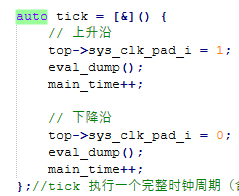 auto tick = [&]() {
// 上升沿
top->sys_clk_pad_i = 1;
eval_dump();
main_time++;
// 下降沿
top->sys_clk_pad_i = 0;
eval_dump();
main_time++;
};//tick 执行一个完整时钟周期（